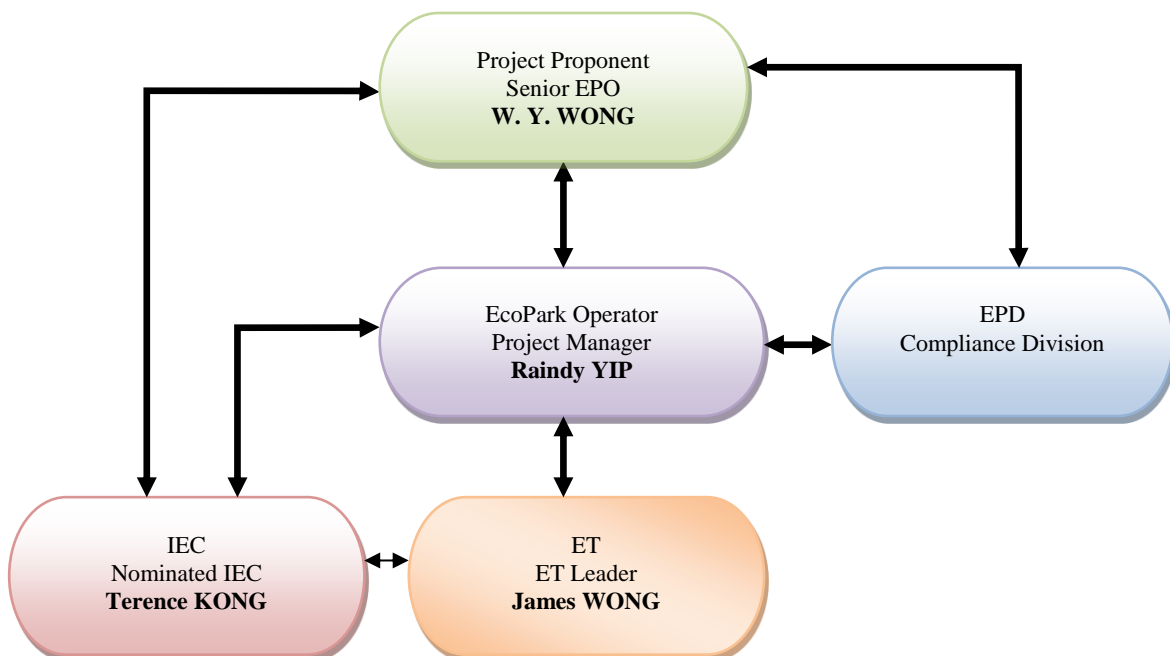 Project Proponent
Senior EPO
W. Y. WONG
EcoPark Operator
Project Manager
Raindy YIP
EPD
Compliance Division
IEC
Nominated IEC
Terence KONG
ET
ET Leader
James WONG